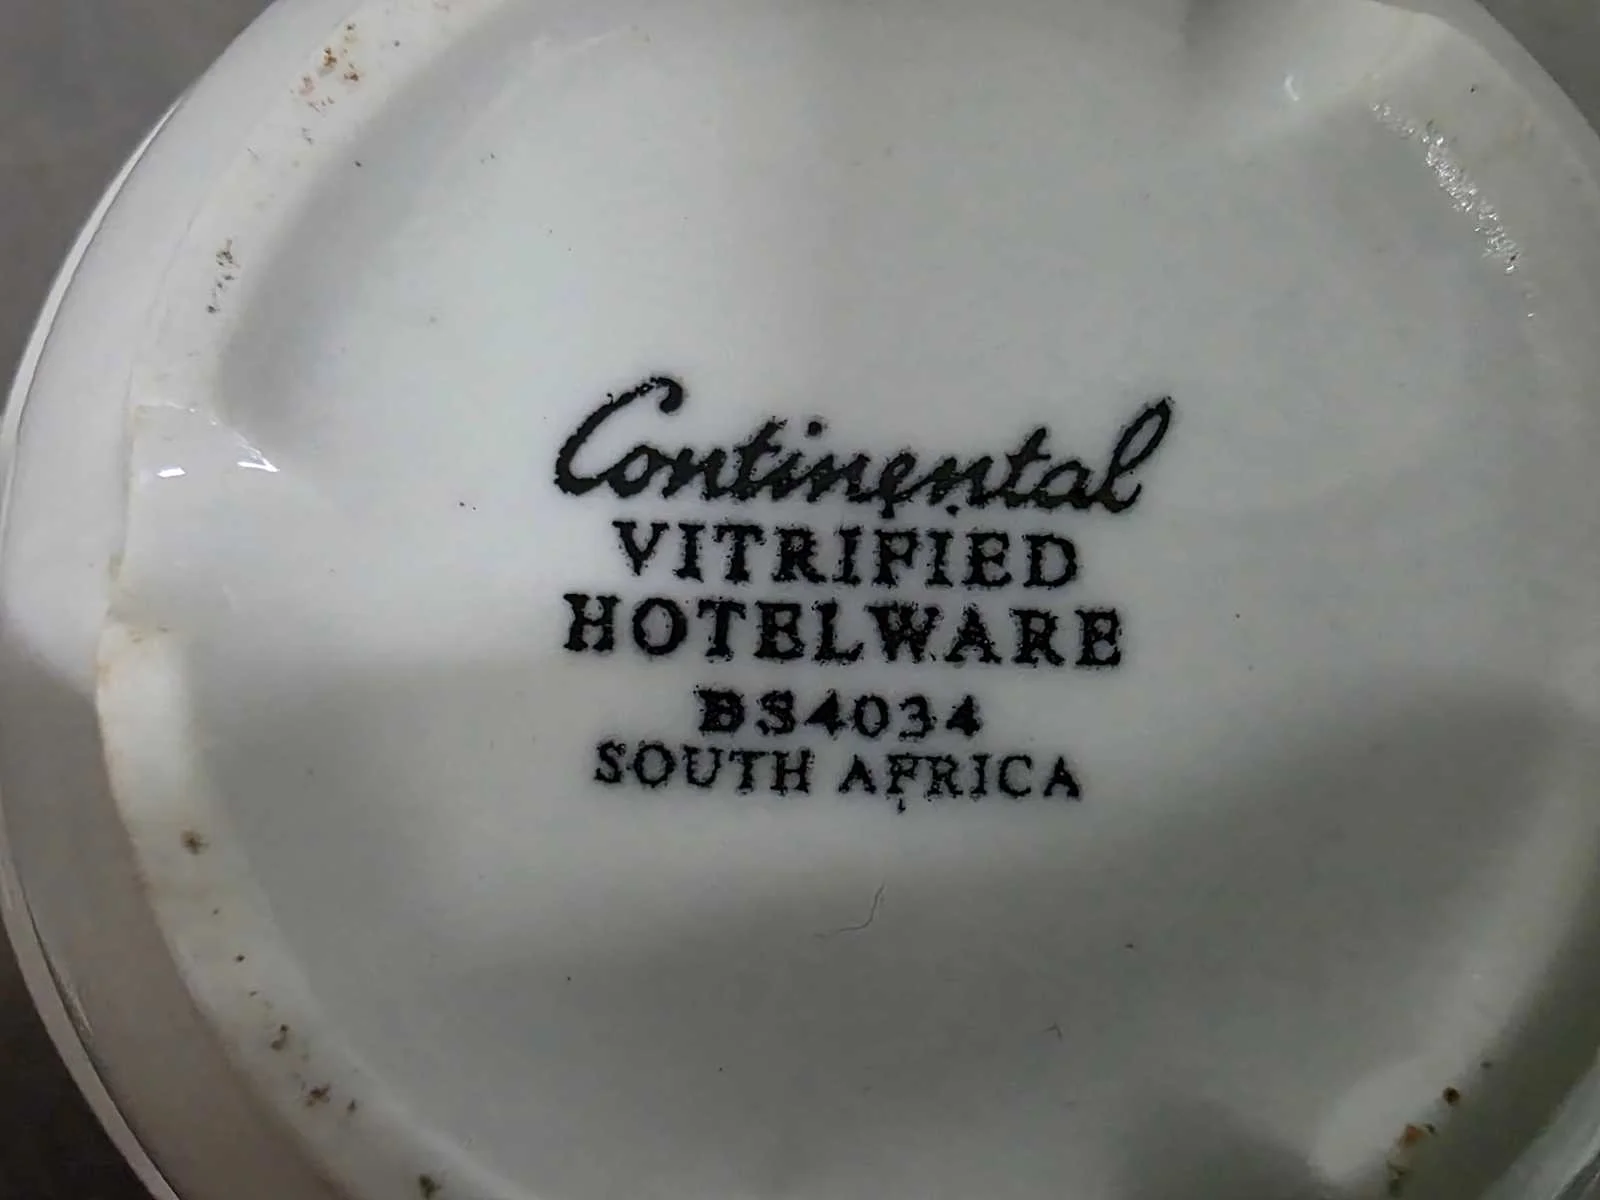 Continental
VITRIFIED
HOTELWARE
BS4034
SOUTH AFRICA